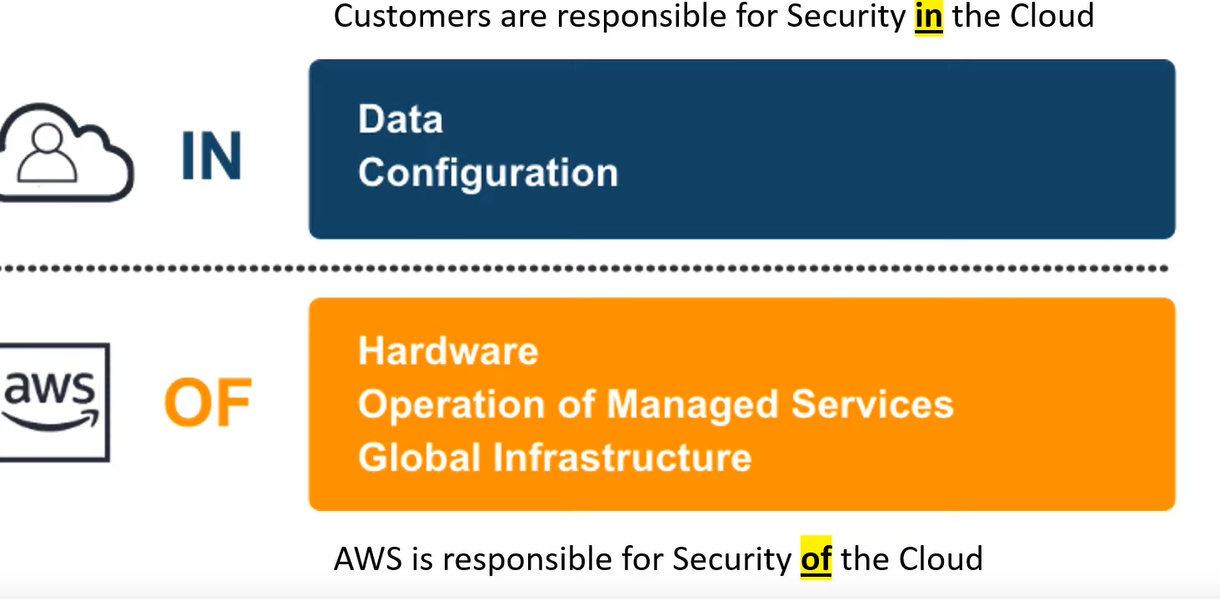 Customers are responsible for Security in the Cloud
IN
Data
Configuration
aws
OF
Hardware
Operation of Managed Services
Global Infrastructure
AWS is responsible for Security of the Cloud